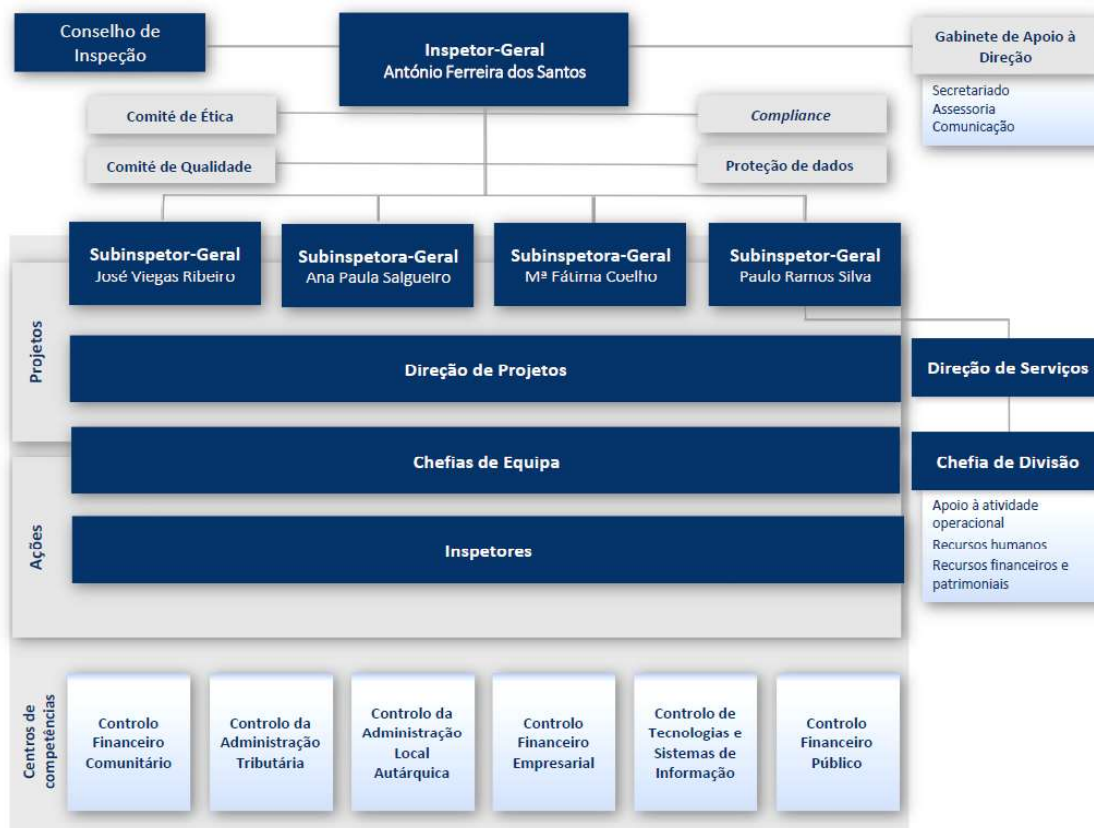 Conselho de
Inspeção
Inspetor-Geral
António Ferreira dos Santos
Gabinete de Apoio à
Direção
Secretariado
Assessoria
Comunicação
Comité de Ética
Compliance
Comité de Qualidade
Proteção de dados
Subinspetor-Geral
José Viegas Ribeiro
Subinspetora-Geral
Ana Paula Salgueiro
Subinspetora-Geral
Mª Fátima Coelho
Subinspetor-Geral
Paulo Ramos Silva
Projetos
Direção de Projetos
Direção de Serviços
Chefias de Equipa
Chefia de Divisão
Apoio à atividade
operacional
Recursos humanos
Recursos financeiros e
patrimoniais
Ações
Inspetores
Centros de
competências
Controlo
Financeiro
Comunitário
Controlo da
Administração
Tributária
Controlo da
Administração
Local
Autárquica
Controlo
Financeiro
Empresarial
Controlo de
Tecnologias e
Sistemas de
Informação
Controlo
Financeiro
Público